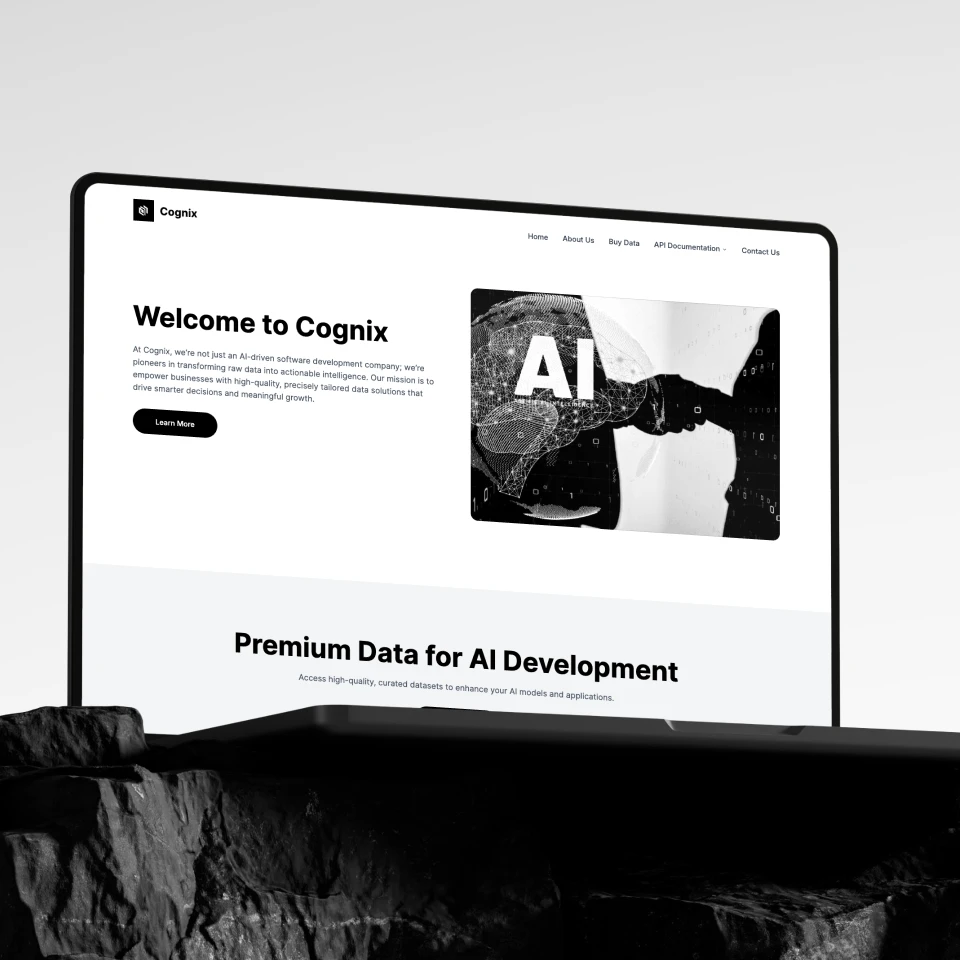 Cognix
Home About Us Buy Data API Documentation Contact Us
Welcome to Cognix
At Cognix, we're not just an AI-driven software development company; we're
pioneers in transforming raw data into actionable intelligence. Our mission is to
empower businesses with high-quality, precisely tailored data solutions that
drive smarter decisions and meaningful growth.
Learn More
AI
Premium Data for AI Development
Access high-quality, curated datasets to enhance your AI models and applications.